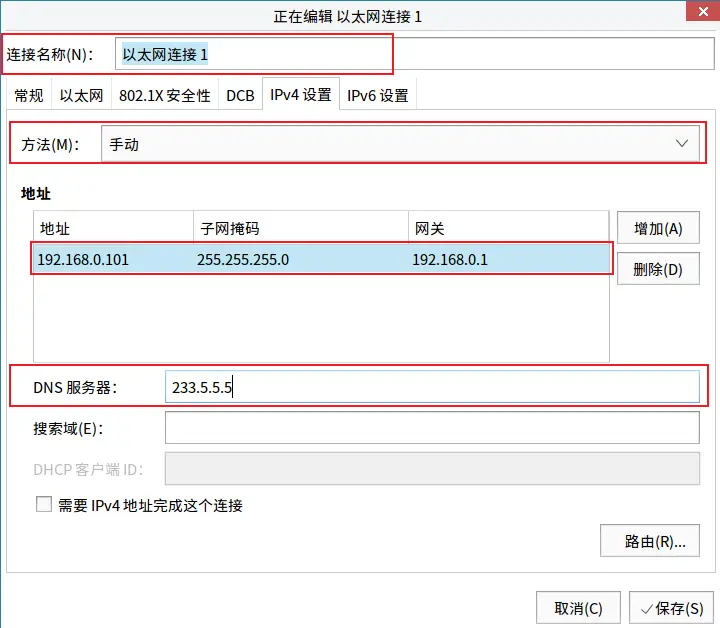 正在编辑 以太网连接 1
连接名称(N)： 以太网连接 1
常规 以太网 802.1X 安全性 DCB IPv4 设置 IPv6 设置
方法(M)： 手动
地址
地址 子网掩码 网关 增加(A)
192.168.0.101 255.255.255.0 192.168.0.1 删除(D)
DNS 服务器： 233.5.5.5
搜索域(E)：
DHCP 客户端 ID：
需要 IPv4 地址完成这个连接
路由(R)...
取消(C) 保存(S)